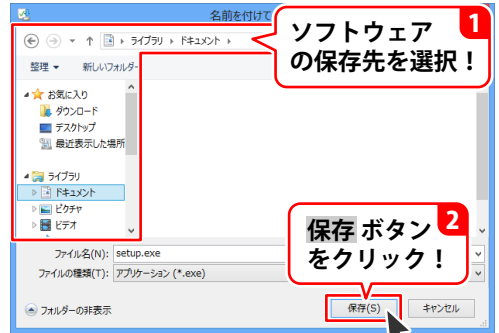 名前を付けて
1
ソフトウェア
の保存先を選択！
ライブラリ ▸ ドキュメント ▸
整理 ▼ 新しいフォルダー
お気に入り
ダウンロード
デスクトップ
最近表示した場所
ライブラリ
ドキュメント
ピクチャ
ビデオ
2
保存 ボタン
をクリック！
ファイル名(N): setup.exe
ファイルの種類(T): アプリケーション (*.exe)
フォルダーの非表示
保存(S)
キャンセル